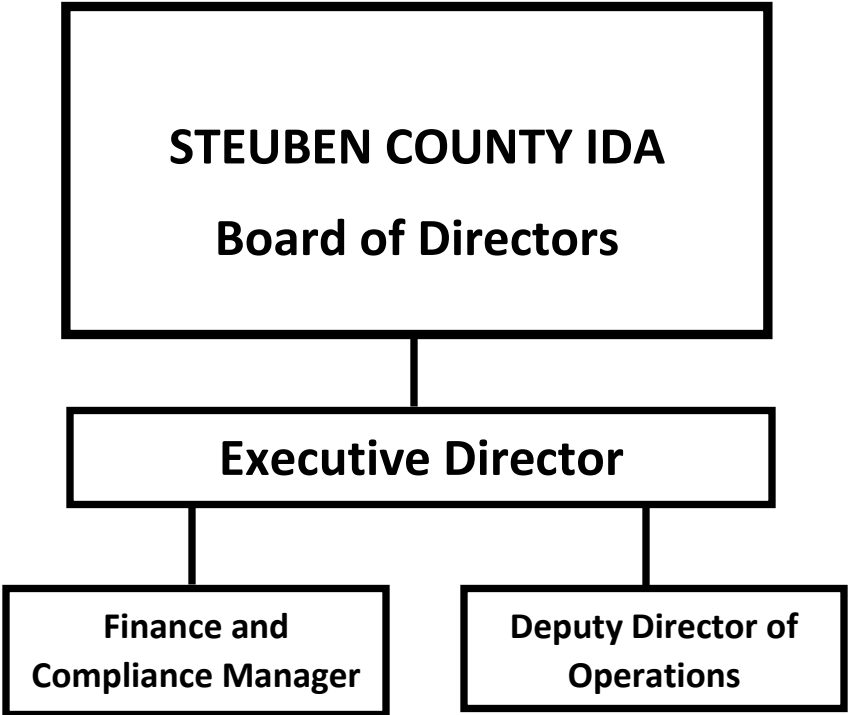 STEUBEN COUNTY IDA
Board of Directors
Executive Director
Finance and
Compliance Manager
Deputy Director of
Operations